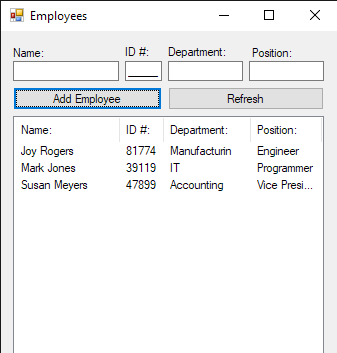 Employees
Name: ID #: Department: Position:
Add Employee Refresh
Name: ID #: Department: Position:
Joy Rogers 81774 Manufacturin Engineer
Mark Jones 39119 IT Programmer
Susan Meyers 47899 Accounting Vice Presi...